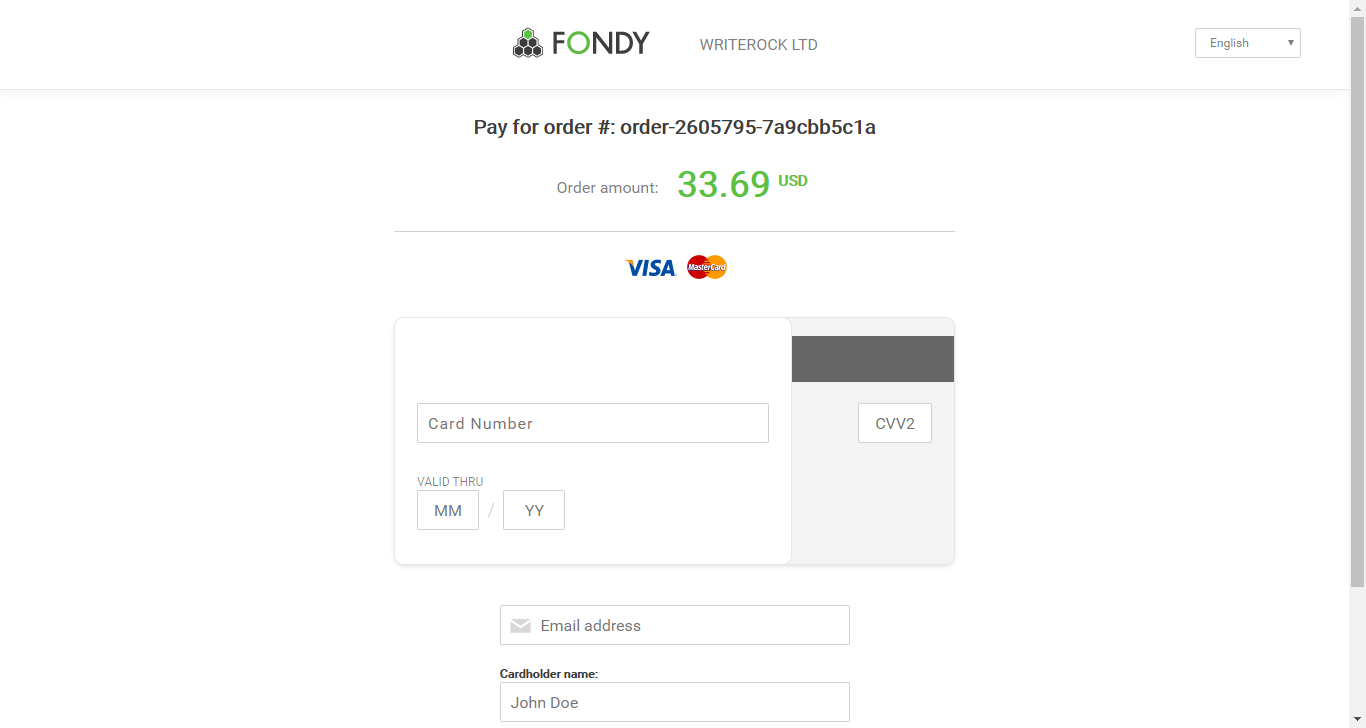 FONDY
WRITEROCK LTD
English
Pay for order #: order-2605795-7a9cbb5c1a
Order amount: 33.69 USD
VISA MasterCard
Card Number
CVV2
VALID THRU
MM / YY
Email address
Cardholder name:
John Doe